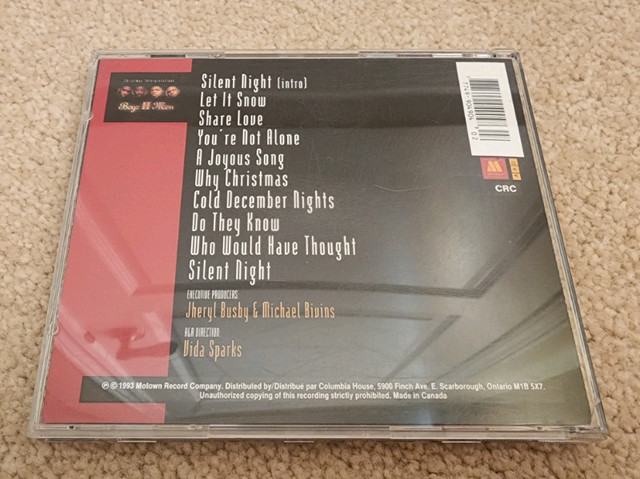 Christmas Interpretations
Boyz II Men
Silent Night (intro)
Let It Snow
Share Love
You're Not Alone
A Joyous Song
Why Christmas
Cold December Nights
Do They Know
Who Would Have Thought
Silent Night
EXECUTIVE PRODUCERS:
Jheryl Busby & Michael Bivins
A&R DIRECTION:
Vida Sparks
CRC
℗ © 1993 Motown Record Company. Distributed by/Distribué par Columbia House, 5900 Finch Ave. E. Scarborough, Ontario M1B 5X7.
Unauthorized copying of this recording strictly prohibited. Made in Canada